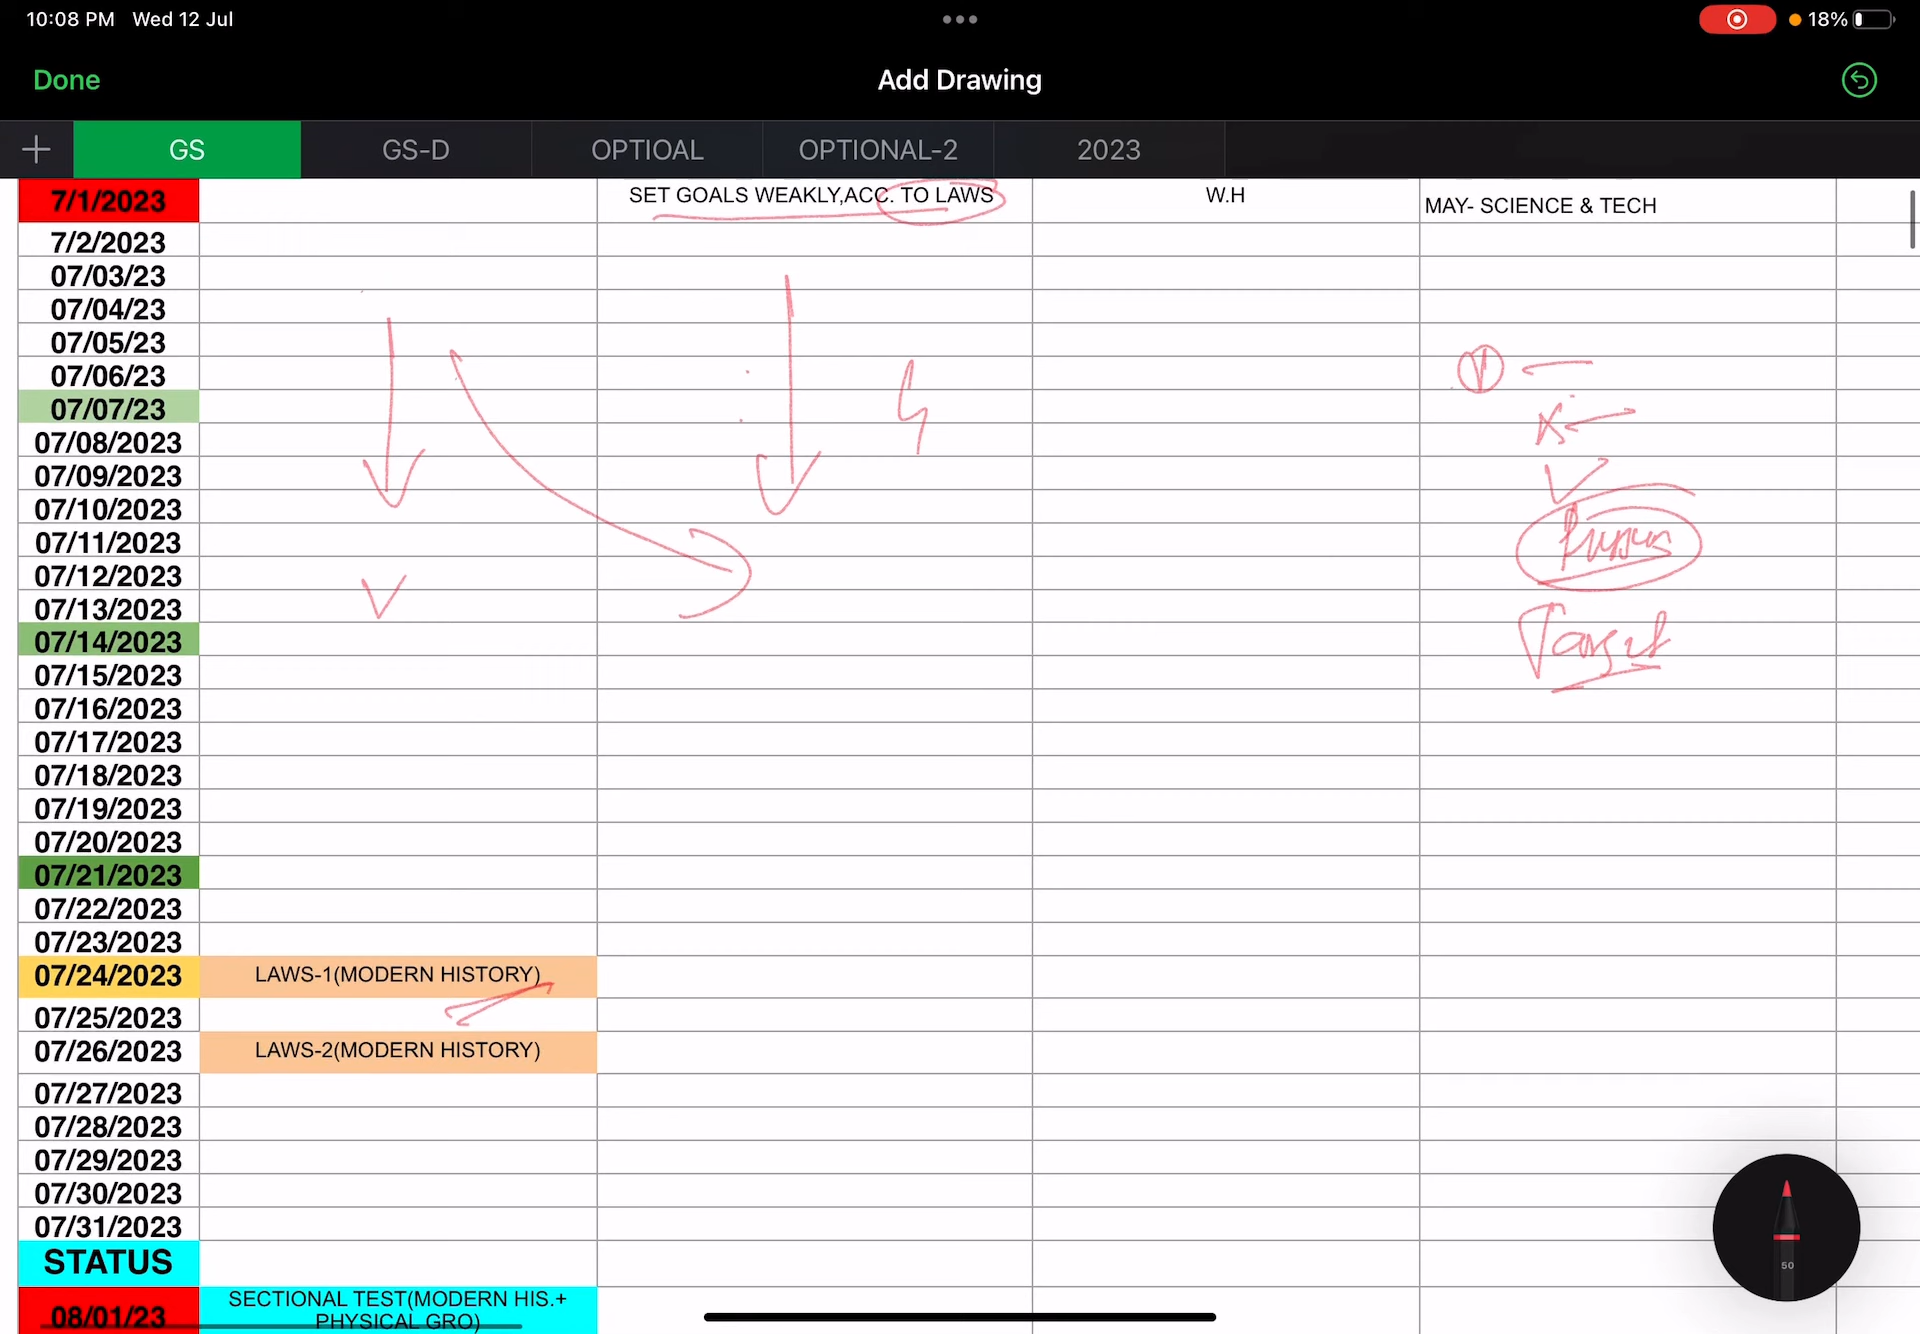 10:08 PM Wed 12 Jul
18%
Done
Add Drawing
GS
GS-D
OPTIOAL
OPTIONAL-2
2023
7/1/2023
SET GOALS WEAKLY,ACC. TO LAWS
W.H
MAY- SCIENCE & TECH
7/2/2023
07/03/23
07/04/23
07/05/23
07/06/23
07/07/23
07/08/2023
07/09/2023
07/10/2023
07/11/2023
07/12/2023
07/13/2023
Target
07/14/2023
07/15/2023
07/16/2023
07/17/2023
07/18/2023
07/19/2023
07/20/2023
07/21/2023
07/22/2023
07/23/2023
07/24/2023 LAWS-1(MODERN HISTORY)
07/25/2023
07/26/2023 LAWS-2(MODERN HISTORY)
07/27/2023
07/28/2023
07/29/2023
07/30/2023
07/31/2023
STATUS
08/01/23
SECTIONAL TEST(MODERN HIS.+
PHYSICAL GRO)
50